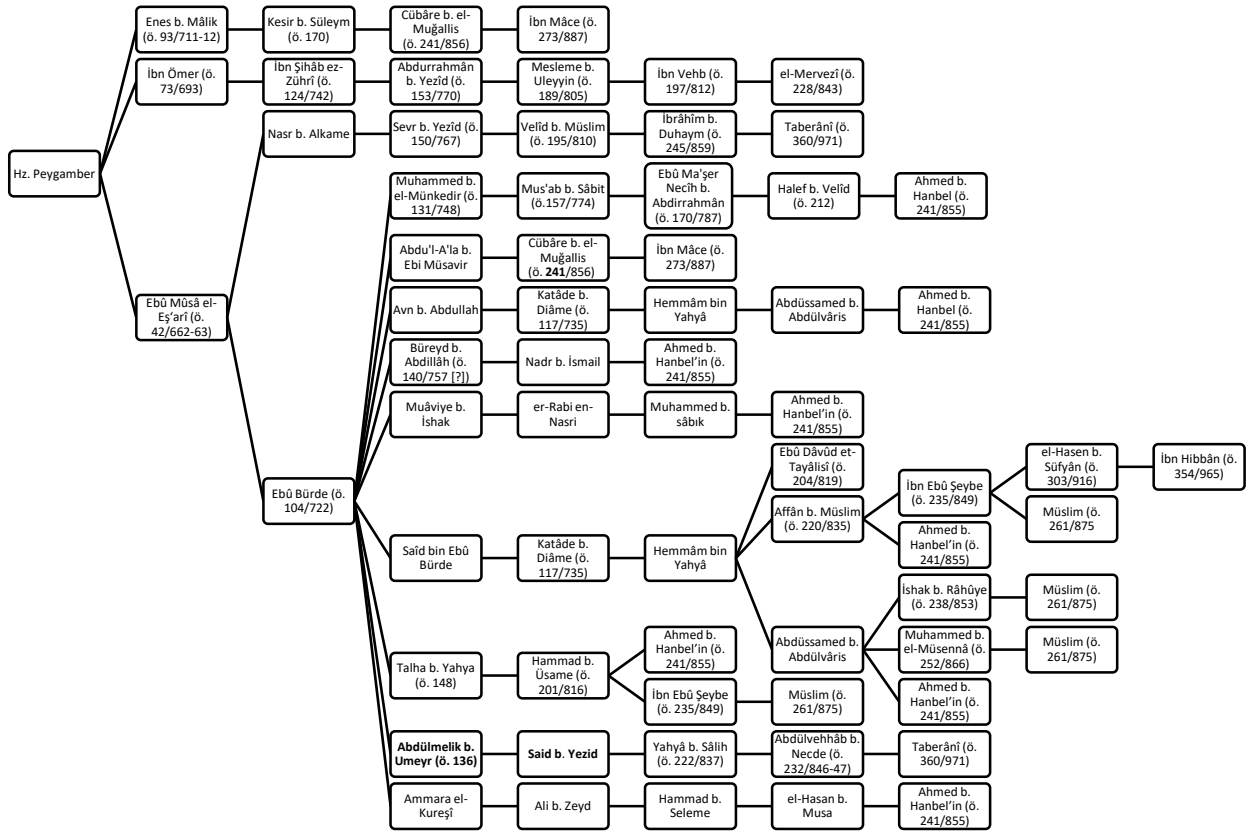 Hz. Peygamber
Enes b. Mâlik
(ö. 93/711-12)
Kesir b. Süleym
(ö. 170)
Cübâre b. el-
Muğallis
(ö. 241/856)
İbn Mâce (ö.
273/887)
İbn Ömer (ö.
73/693)
İbn Şihâb ez-
Zührî (ö.
124/742)
Abdurrahmân
b. Yezîd (ö.
153/770)
Mesleme b.
Uleyyin (ö.
189/805)
İbn Vehb (ö.
197/812)
el-Mervezî (ö.
228/843)
Ebû Mûsâ el-
Eş‘arî (ö.
42/662-63)
Nasr b. Alkame
Sevr b. Yezîd (ö.
150/767)
Velîd b. Müslim
(ö. 195/810)
İbrâhîm b.
Duhaym (ö.
245/859)
Taberânî (ö.
360/971)
Ebû Bürde (ö.
104/722)
Muhammed b.
el-Münkedir (ö.
131/748)
Mus'ab b. Sâbit
(ö.157/774)
Ebû Ma'şer
Necîh b.
Abdirrahmân
(ö. 170/787)
Halef b. Velîd
(ö. 212)
Ahmed b.
Hanbel (ö.
241/855)
Abdu'l-A'la b.
Ebi Müsavir
Cübâre b. el-
Muğallis
(ö. 241/856)
İbn Mâce (ö.
273/887)
Avn b. Abdullah
Katâde b.
Diâme (ö.
117/735)
Hemmâm bin
Yahyâ
Abdüssamed b.
Abdülvâris
Ahmed b.
Hanbel (ö.
241/855)
Büreyd b.
Abdillâh (ö.
140/757 [?])
Nadr b. İsmail
Ahmed b.
Hanbel’in (ö.
241/855)
Muâviye b.
İshak
er-Rabi en-
Nasri
Muhammed b.
sâbık
Ahmed b.
Hanbel’in (ö.
241/855)
Saîd bin Ebû
Bürde
Katâde b.
Diâme (ö.
117/735)
Hemmâm bin
Yahyâ
Ebû Dâvûd et-
Tayâlisî (ö.
204/819)
Affân b. Müslim
(ö. 220/835)
İbn Ebû Şeybe
(ö. 235/849)
el-Hasen b.
Süfyân (ö.
303/916)
İbn Hibbân (ö.
354/965)
Müslim (ö.
261/875
Ahmed b.
Hanbel’in (ö.
241/855)
Abdüssamed b.
Abdülvâris
İshak b. Râhûye
(ö. 238/853)
Müslim (ö.
261/875)
Muhammed b.
el-Müsennâ (ö.
252/866)
Müslim (ö.
261/875)
Ahmed b.
Hanbel’in (ö.
241/855)
Talha b. Yahya
(ö. 148)
Hammad b.
Üsame (ö.
201/816)
Ahmed b.
Hanbel’in (ö.
241/855)
İbn Ebû Şeybe
(ö. 235/849)
Müslim (ö.
261/875)
Abdülmelik b.
Umeyr (ö. 136)
Said b. Yezid
Yahyâ b. Sâlih
(ö. 222/837)
Abdülvehhâb b.
Necde (ö.
232/846-47)
Taberânî (ö.
360/971)
Ammara el-
Kureşî
Ali b. Zeyd
Hammad b.
Seleme
el-Hasan b.
Musa
Ahmed b.
Hanbel’in (ö.
241/855)